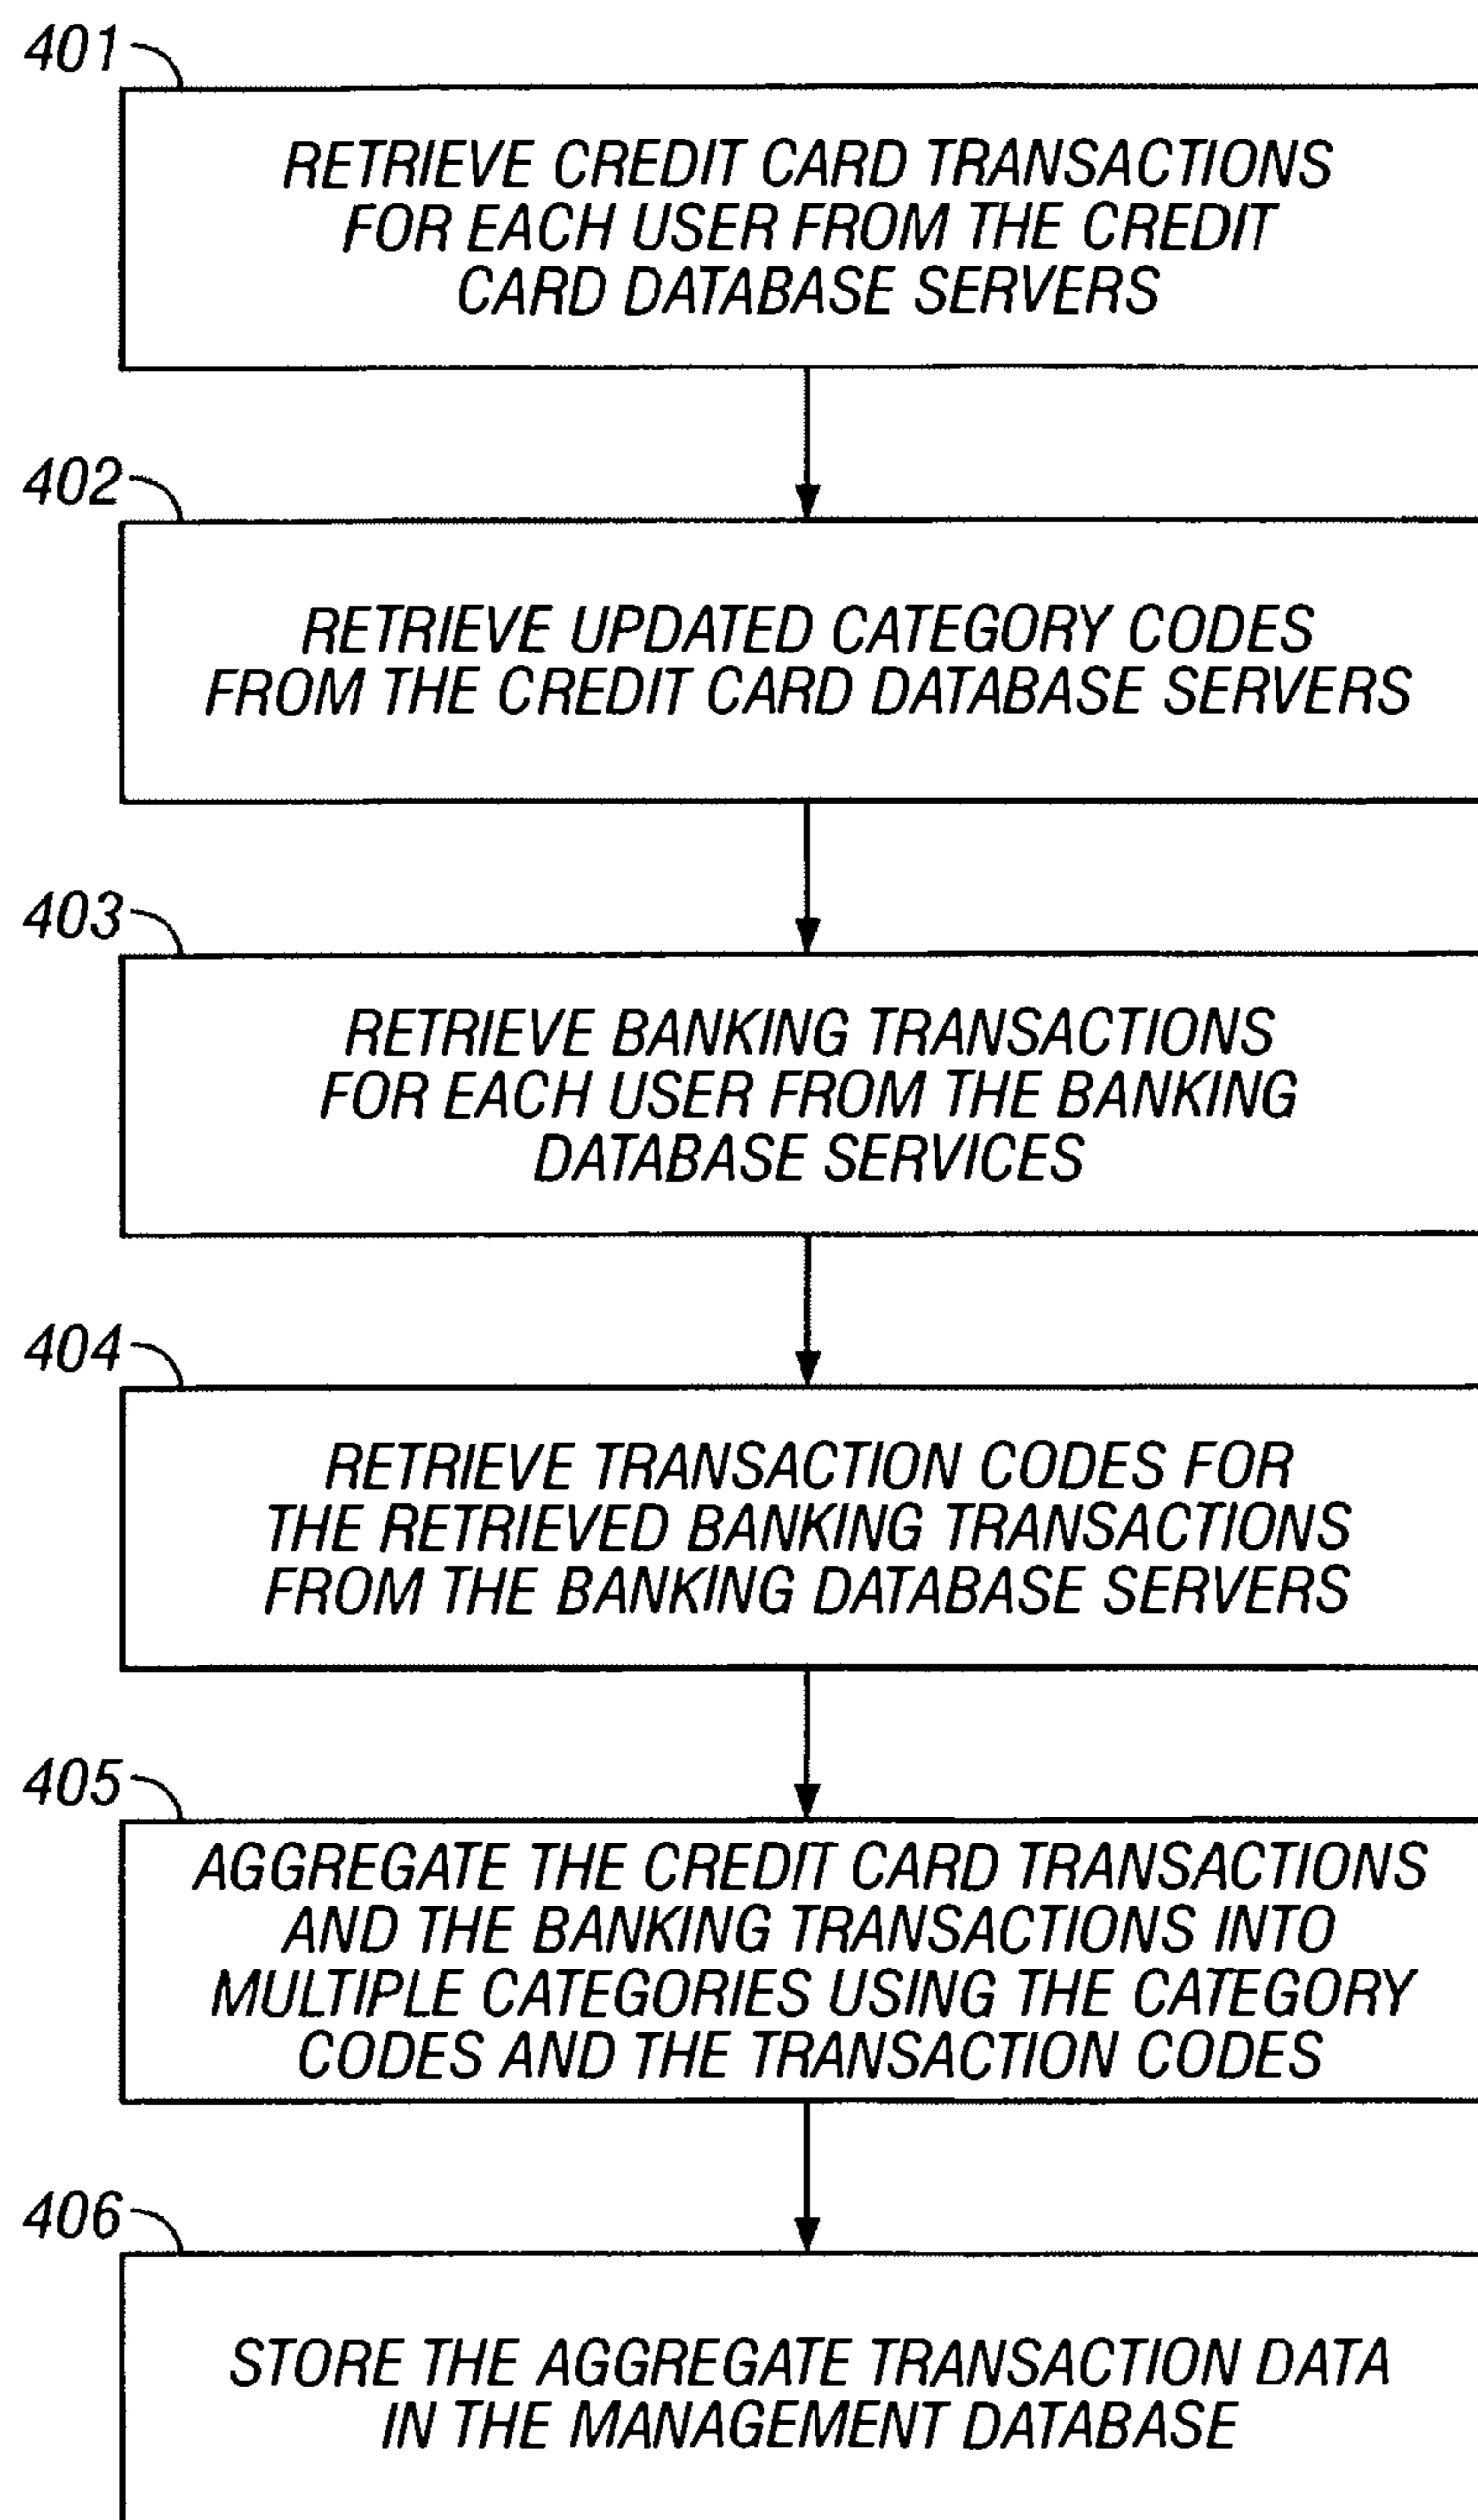 401
RETRIEVE CREDIT CARD TRANSACTIONS
FOR EACH USER FROM THE CREDIT
CARD DATABASE SERVERS
402
RETRIEVE UPDATED CATEGORY CODES
FROM THE CREDIT CARD DATABASE SERVERS
403
RETRIEVE BANKING TRANSACTIONS
FOR EACH USER FROM THE BANKING
DATABASE SERVICES
404
RETRIEVE TRANSACTION CODES FOR
THE RETRIEVED BANKING TRANSACTIONS
FROM THE BANKING DATABASE SERVERS
405
AGGREGATE THE CREDIT CARD TRANSACTIONS
AND THE BANKING TRANSACTIONS INTO
MULTIPLE CATEGORIES USING THE CATEGORY
CODES AND THE TRANSACTION CODES
406
STORE THE AGGREGATE TRANSACTION DATA
IN THE MANAGEMENT DATABASE